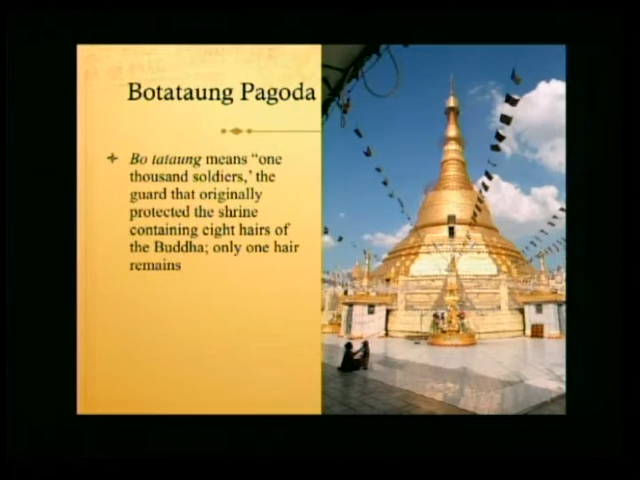 Botataung Pagoda
Bo tataung means “one
thousand soldiers,’ the
guard that originally
protected the shrine
containing eight hairs of
the Buddha; only one hair
remains